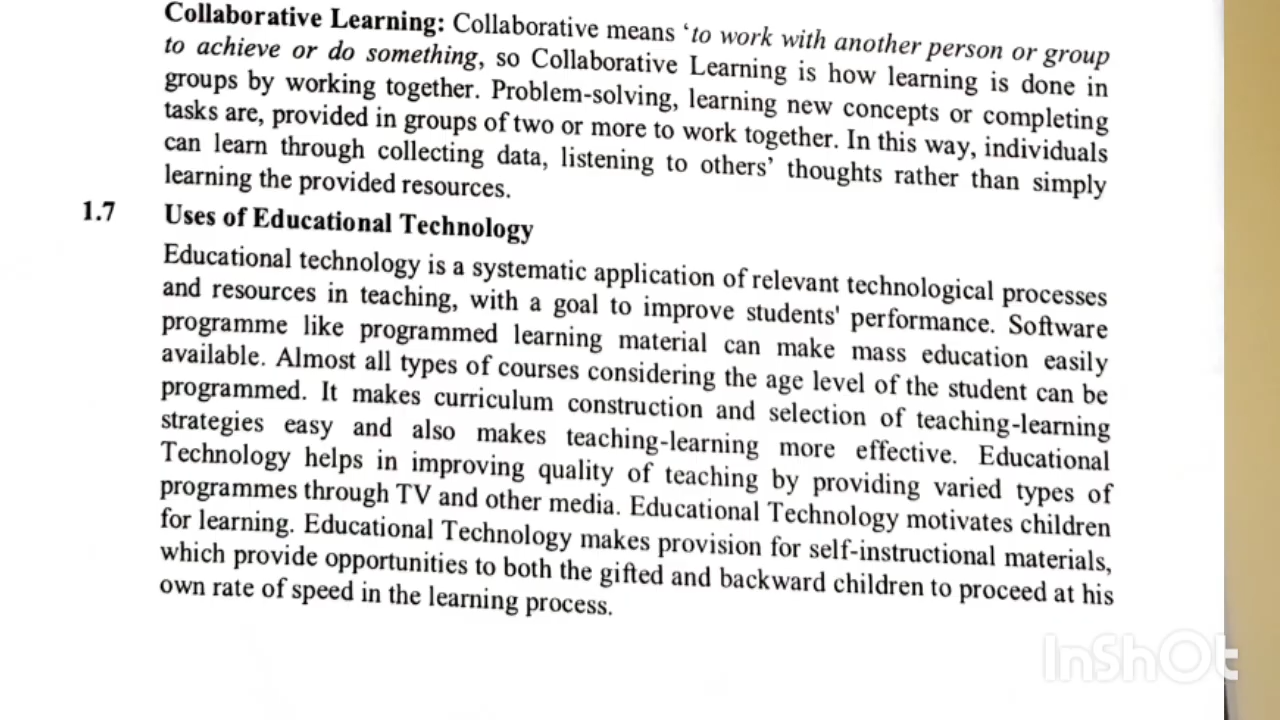 Collaborative Learning: Collaborative means ‘to work with another person or group
to achieve or do something, so Collaborative Learning is how learning is done in
groups by working together. Problem-solving, learning new concepts or completing
tasks are, provided in groups of two or more to work together. In this way, individuals
can learn through collecting data, listening to others’ thoughts rather than simply
learning the provided resources.
1.7 Uses of Educational Technology
Educational technology is a systematic application of relevant technological processes
and resources in teaching, with a goal to improve students' performance. Software
programme like programmed learning material can make mass education easily
available. Almost all types of courses considering the age level of the student can be
programmed. It makes curriculum construction and selection of teaching-learning
strategies easy and also makes teaching-learning more effective. Educational
Technology helps in improving quality of teaching by providing varied types of
programmes through TV and other media. Educational Technology motivates children
for learning. Educational Technology makes provision for self-instructional materials,
which provide opportunities to both the gifted and backward children to proceed at his
own rate of speed in the learning process.
InShOt